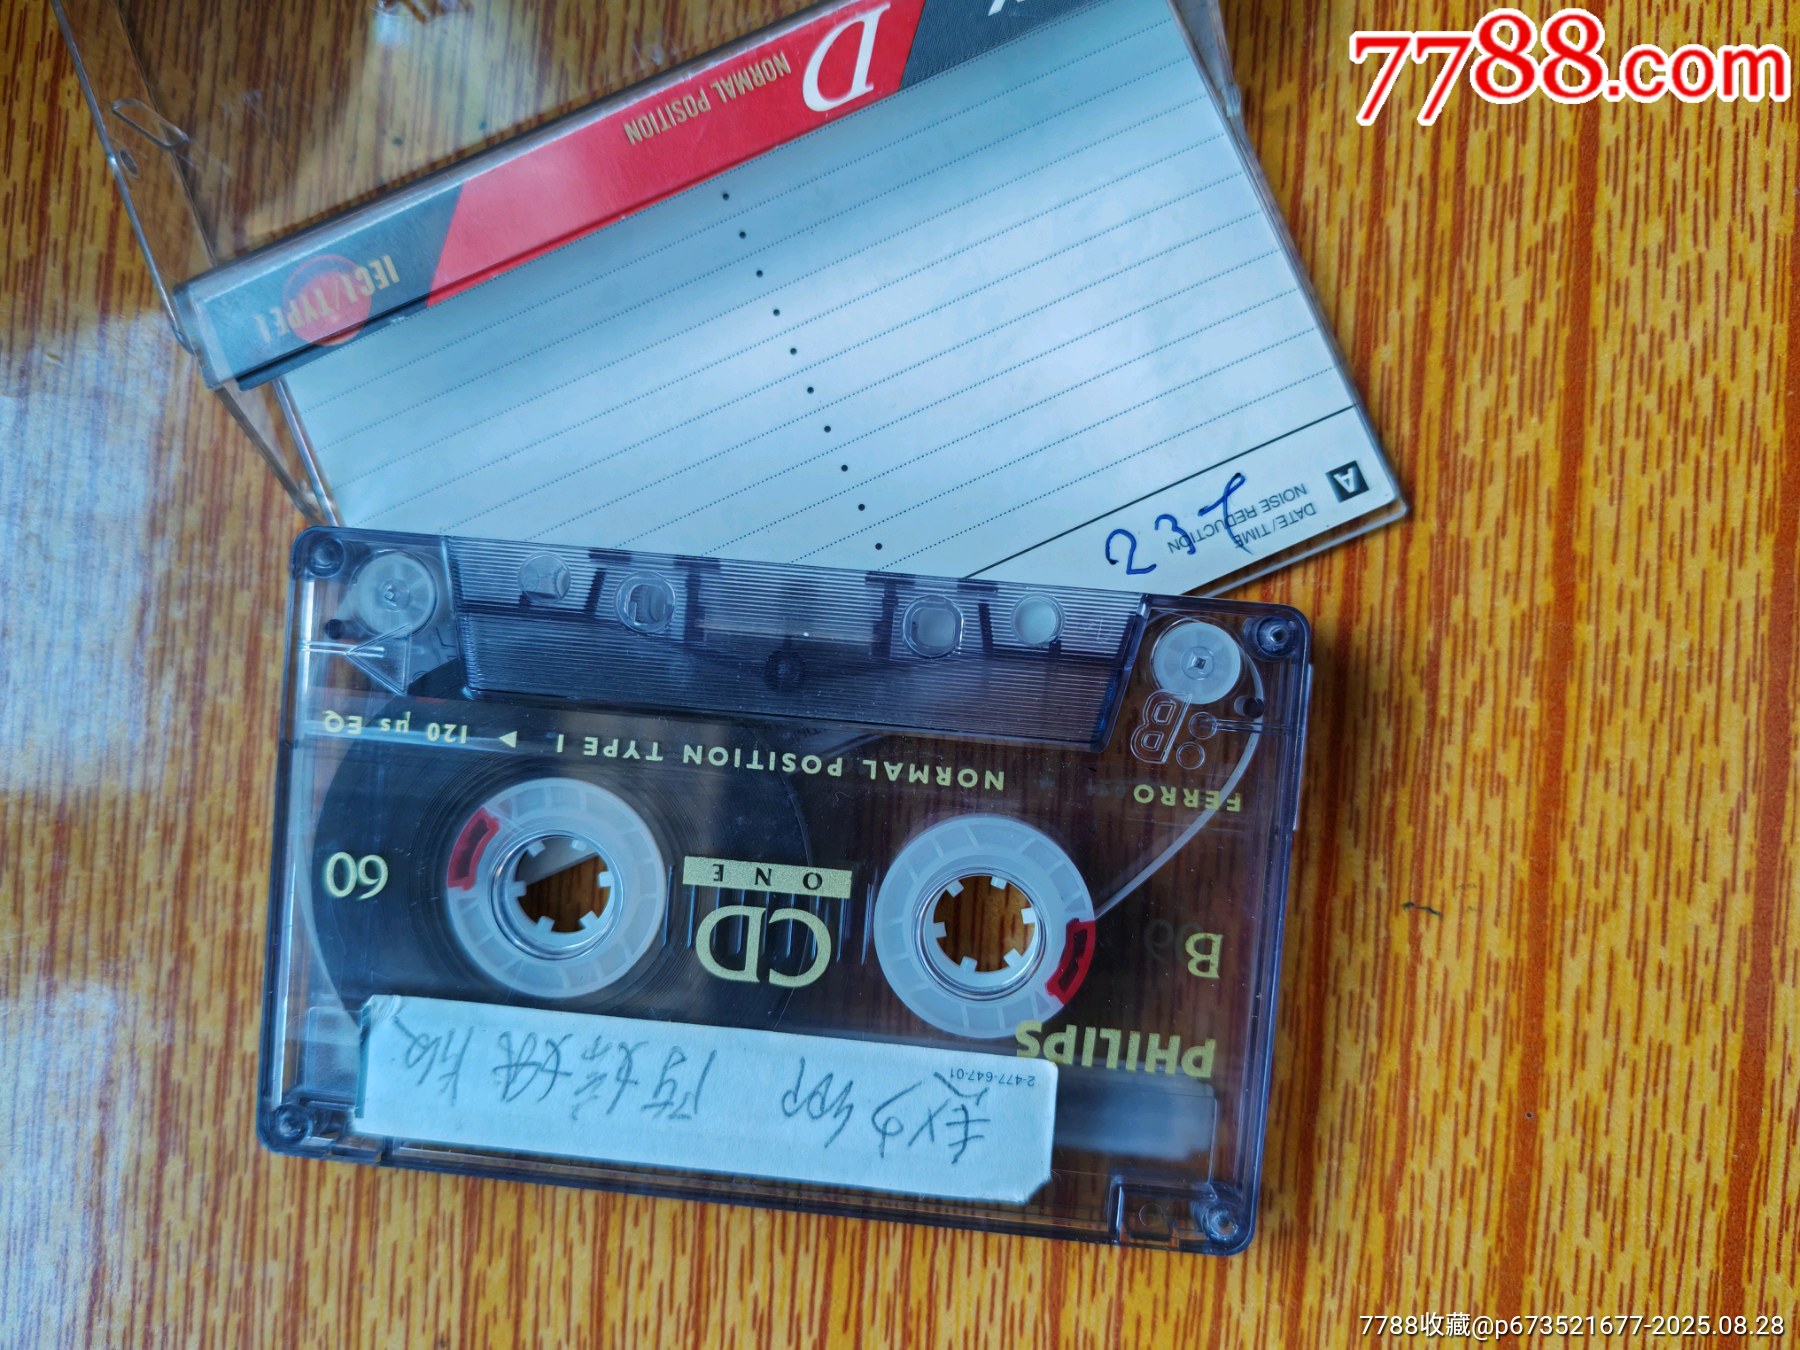 7788.com
D
NORMAL POSITION
IEC I / TYPE I
A
DATE/TIME
NOISE REDUCTION
237
120 µs EQ
NORMAL POSITION TYPE I
FERRO
B
60
CD
ONE
B
PHILIPS
2-477-647-01
7788收藏@p673521677-2025.08.28